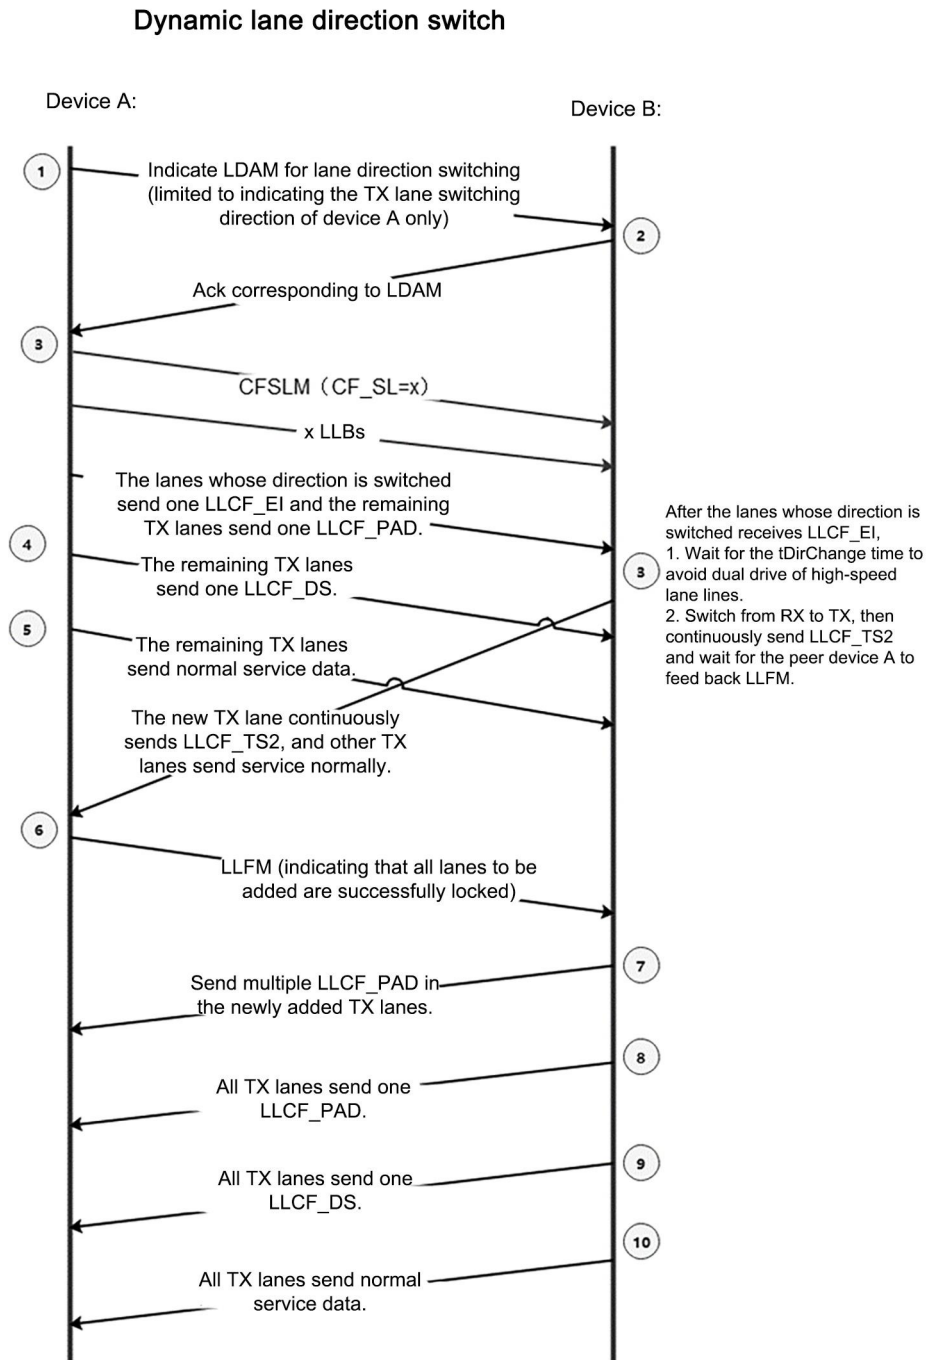 Dynamic lane direction switch
Device A:
Device B:
1
Indicate LDAM for lane direction switching
(limited to indicating the TX lane switching
direction of device A only)
2
Ack corresponding to LDAM
3
CFSLM（CF_SL=x）
x LLBs
The lanes whose direction is switched
send one LLCF_EI and the remaining
TX lanes send one LLCF_PAD.
After the lanes whose direction is
switched receives LLCF_EI,
1. Wait for the tDirChange time to
avoid dual drive of high-speed
lane lines.
2. Switch from RX to TX, then
continuously send LLCF_TS2
and wait for the peer device A to
feed back LLFM.
3
4
The remaining TX lanes
send one LLCF_DS.
5
The remaining TX lanes
send normal service data.
The new TX lane continuously
sends LLCF_TS2, and other TX
lanes send service normally.
6
LLFM (indicating that all lanes to be
added are successfully locked)
7
Send multiple LLCF_PAD in
the newly added TX lanes.
8
All TX lanes send one
LLCF_PAD.
9
All TX lanes send one
LLCF_DS.
10
All TX lanes send normal
service data.